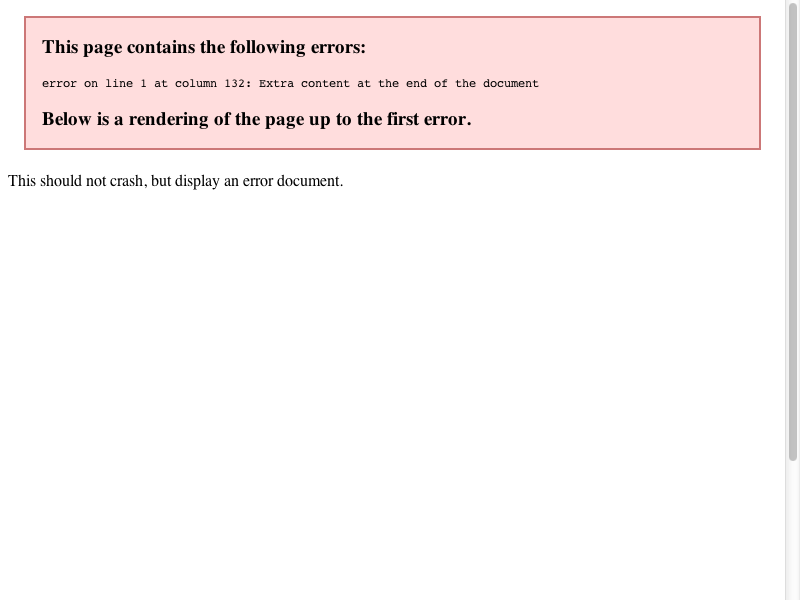 This page contains the following errors:
error on line 1 at column 132: Extra content at the end of the document
Below is a rendering of the page up to the first error.
This should not crash, but display an error document.